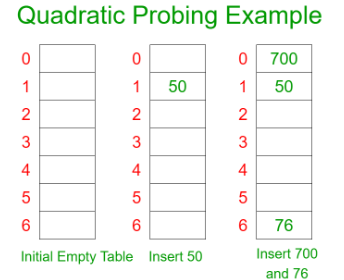 Quadratic Probing Example
0 0 0 700
1 1 50 1 50
2 2 2
3 3 3
4 4 4
5 5 5
6 6 6 76
Initial Empty Table Insert 50 Insert 700
and 76